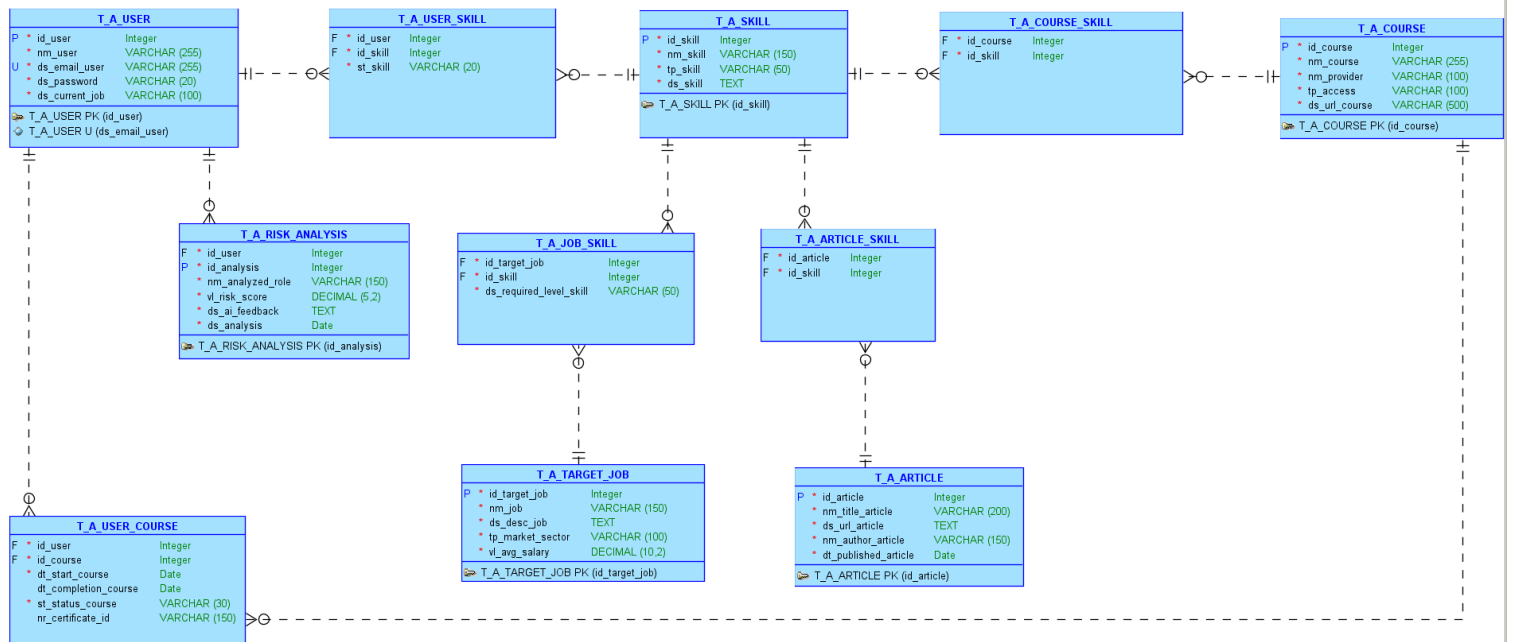 T_A_USER
P * id_user Integer
* nm_user VARCHAR (255)
U * ds_email_user VARCHAR (255)
* ds_password VARCHAR (20)
* ds_current_job VARCHAR (100)
T_A_USER PK (id_user)
T_A_USER U (ds_email_user)
T_A_USER_SKILL
F * id_user Integer
F * id_skill Integer
* st_skill VARCHAR (20)
T_A_SKILL
P * id_skill Integer
* nm_skill VARCHAR (150)
* tp_skill VARCHAR (50)
* ds_skill TEXT
T_A_SKILL PK (id_skill)
T_A_COURSE_SKILL
F * id_course Integer
F * id_skill Integer
T_A_COURSE
P * id_course Integer
* nm_course VARCHAR (255)
* nm_provider VARCHAR (100)
* tp_access VARCHAR (100)
* ds_url_course VARCHAR (500)
T_A_COURSE PK (id_course)
T_A_RISK_ANALYSIS
F * id_user Integer
P * id_analysis Integer
* nm_analyzed_role VARCHAR (150)
* vl_risk_score DECIMAL (5,2)
* ds_ai_feedback TEXT
* ds_analysis Date
T_A_RISK_ANALYSIS PK (id_analysis)
T_A_JOB_SKILL
F * id_target_job Integer
F * id_skill Integer
* ds_required_level_skill VARCHAR (50)
T_A_ARTICLE_SKILL
F * id_article Integer
F * id_skill Integer
T_A_TARGET_JOB
P * id_target_job Integer
* nm_job VARCHAR (150)
* ds_desc_job TEXT
* tp_market_sector VARCHAR (100)
* vl_avg_salary DECIMAL (10,2)
T_A_TARGET_JOB PK (id_target_job)
T_A_ARTICLE
P * id_article Integer
* nm_title_article VARCHAR (200)
* ds_url_article TEXT
* nm_author_article VARCHAR (150)
* dt_published_article Date
T_A_ARTICLE PK (id_article)
T_A_USER_COURSE
F * id_user Integer
F * id_course Integer
* dt_start_course Date
dt_completion_course Date
* st_status_course VARCHAR (30)
nr_certificate_id VARCHAR (150)